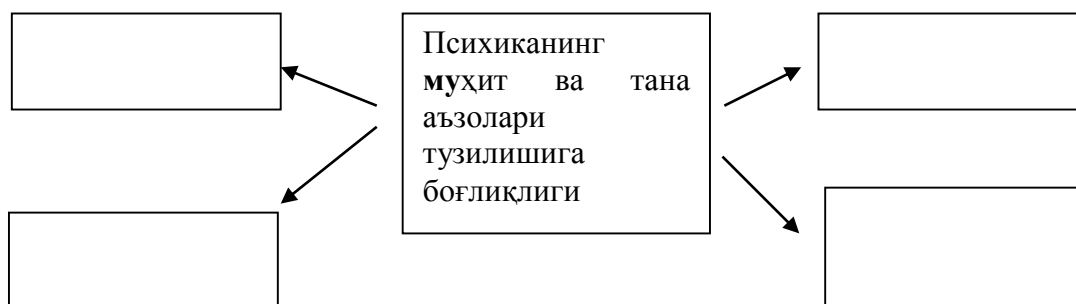 Психиканинг
муҳит ва тана
аъзолари
тузилишига
боғлиқлиги